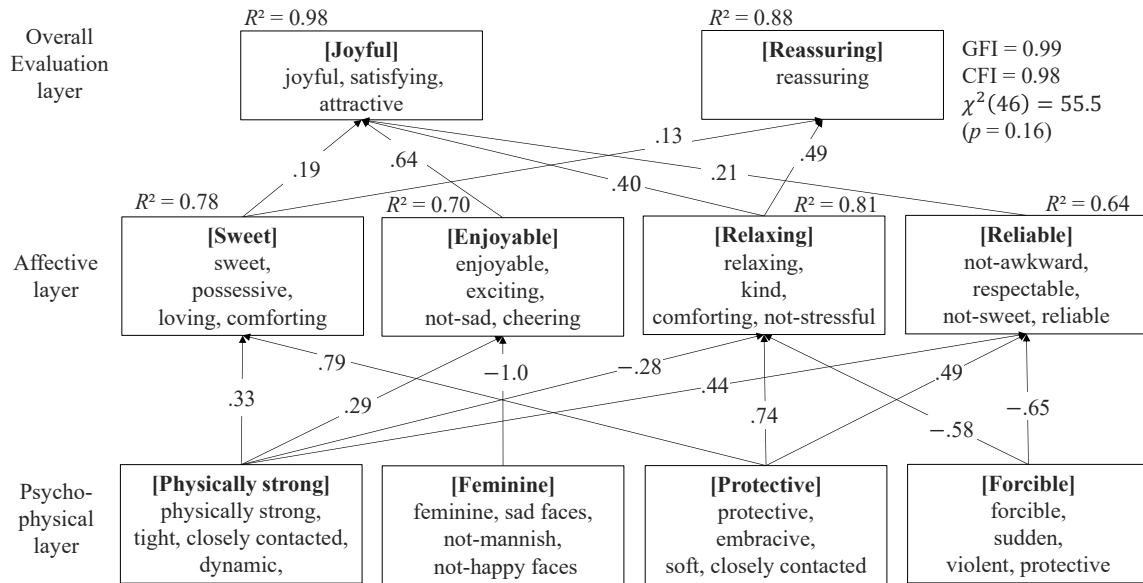 R² = 0.98
R² = 0.88
Overall
Evaluation
layer
[Joyful]
joyful, satisfying,
attractive
[Reassuring]
reassuring
GFI = 0.99
CFI = 0.98
χ²(46) = 55.5
(p = 0.16)
.19
.64
.13
.40
.49
.21
R² = 0.78
R² = 0.70
R² = 0.81
R² = 0.64
Affective
layer
[Sweet]
sweet,
possessive,
loving, comforting
[Enjoyable]
enjoyable,
exciting,
not-sad, cheering
[Relaxing]
relaxing,
kind,
comforting, not-stressful
[Reliable]
not-awkward,
respectable,
not-sweet, reliable
.33
.79
.29
−1.0
−.28
.74
.44
.49
−.58
−.65
Psycho-
physical
layer
[Physically strong]
physically strong,
tight, closely contacted,
dynamic,
[Feminine]
feminine, sad faces,
not-mannish,
not-happy faces
[Protective]
protective,
embracive,
soft, closely contacted
[Forcible]
forcible,
sudden,
violent, protective